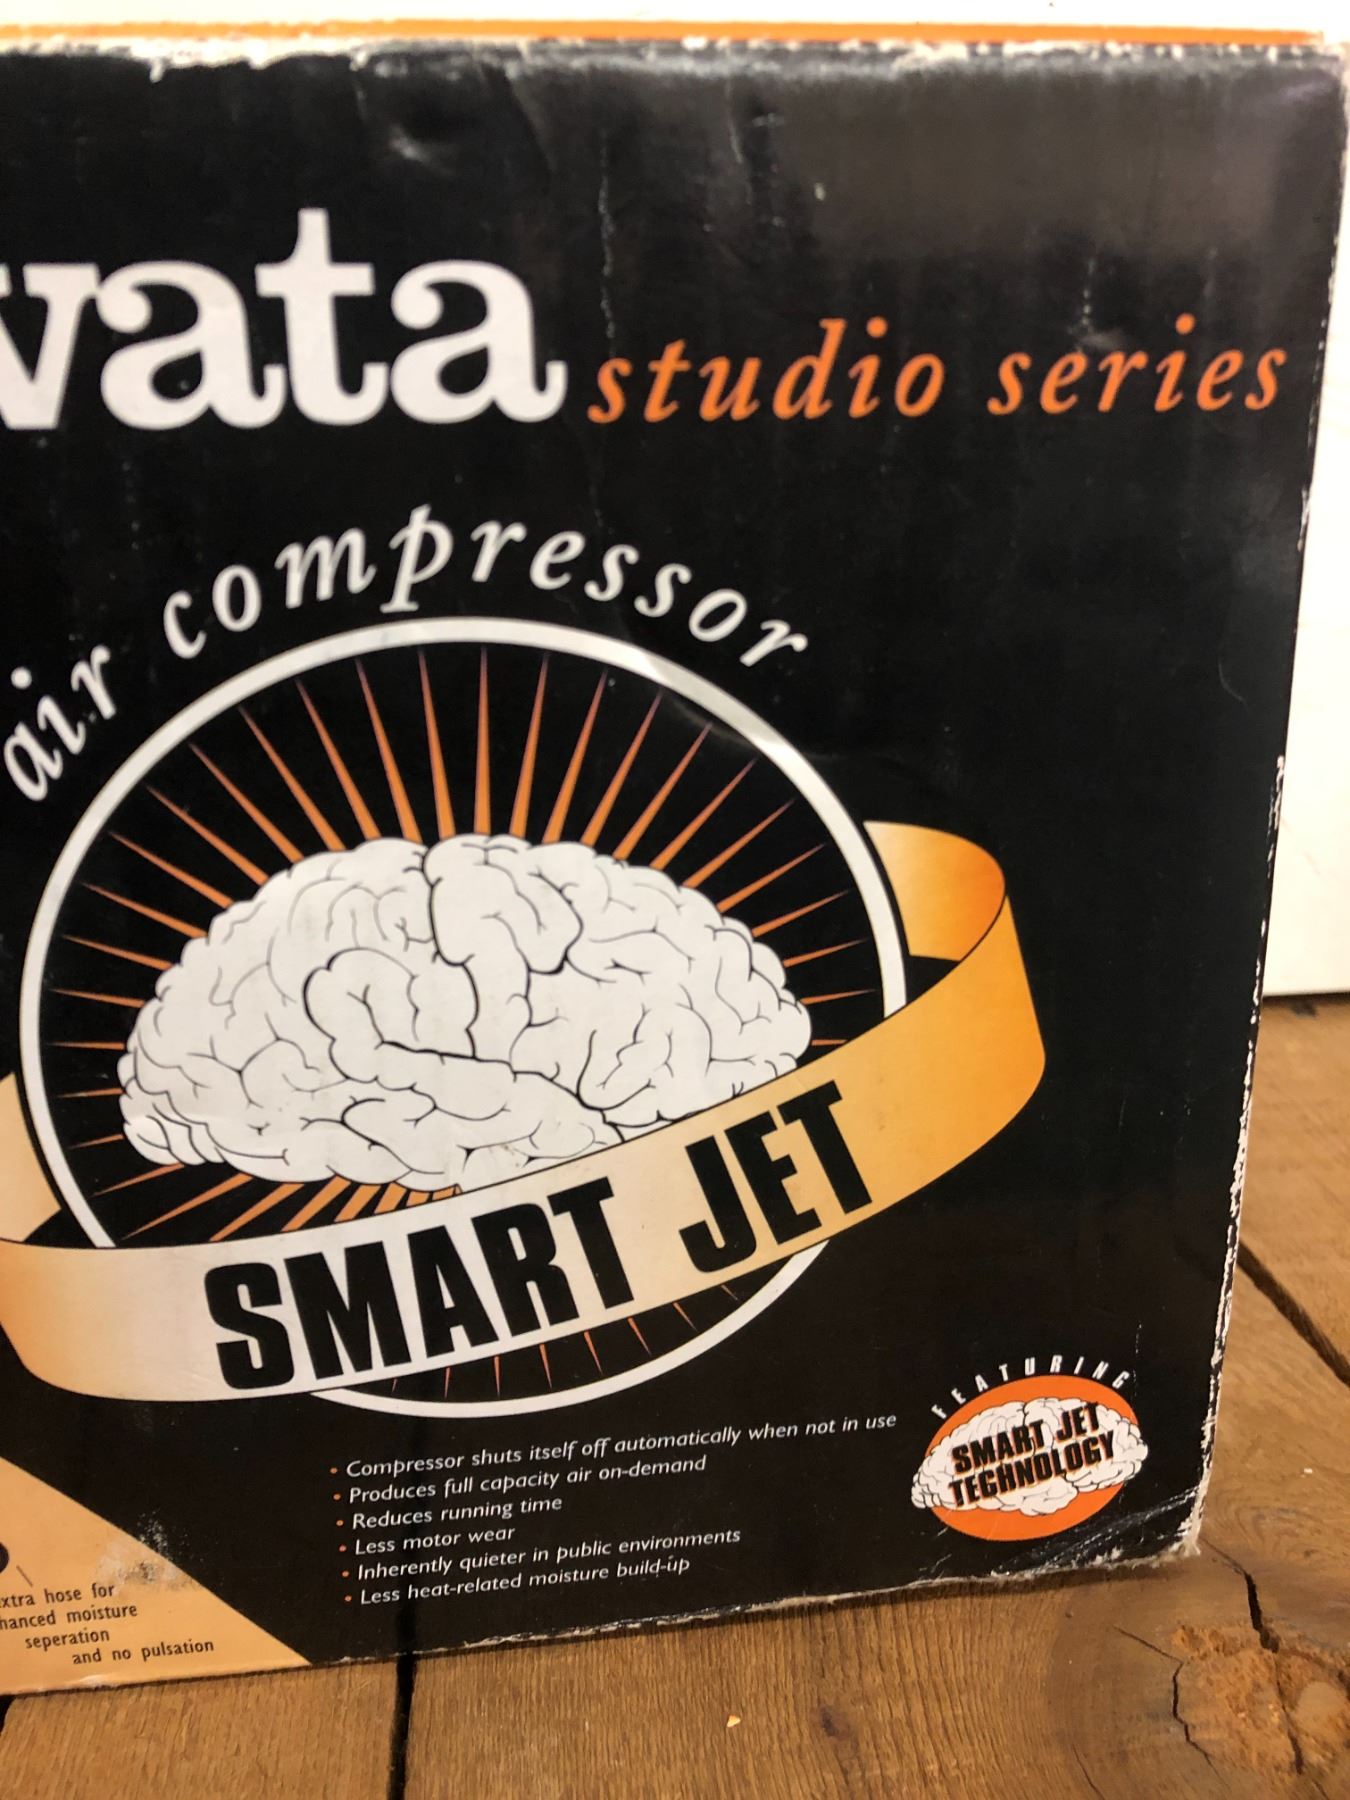 wata studio series
air compressor
SMART JET
• Compressor shuts itself off automatically when not in use
• Produces full capacity air on-demand
• Reduces running time
• Less motor wear
• Inherently quieter in public environments
• Less heat-related moisture build-up
FEATURING
SMART JET
TECHNOLOGY
xtra hose for
hanced moisture
seperation
and no pulsation